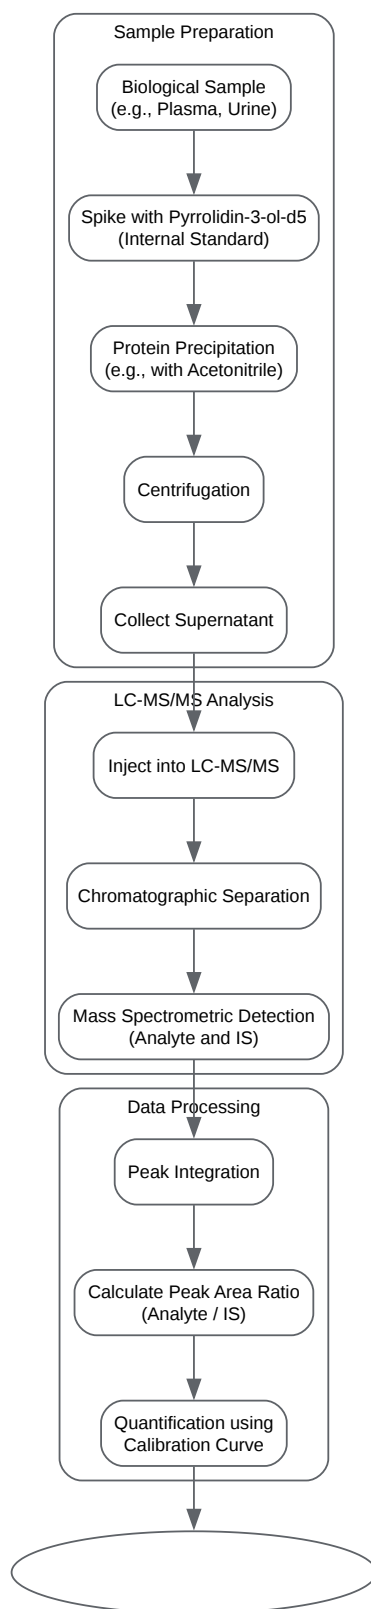 Sample Preparation
Biological Sample
(e.g., Plasma, Urine)
Spike with Pyrrolidin-3-ol-d5
(Internal Standard)
Protein Precipitation
(e.g., with Acetonitrile)
Centrifugation
Collect Supernatant
LC-MS/MS Analysis
Inject into LC-MS/MS
Chromatographic Separation
Mass Spectrometric Detection
(Analyte and IS)
Data Processing
Peak Integration
Calculate Peak Area Ratio
(Analyte / IS)
Quantification using
Calibration Curve